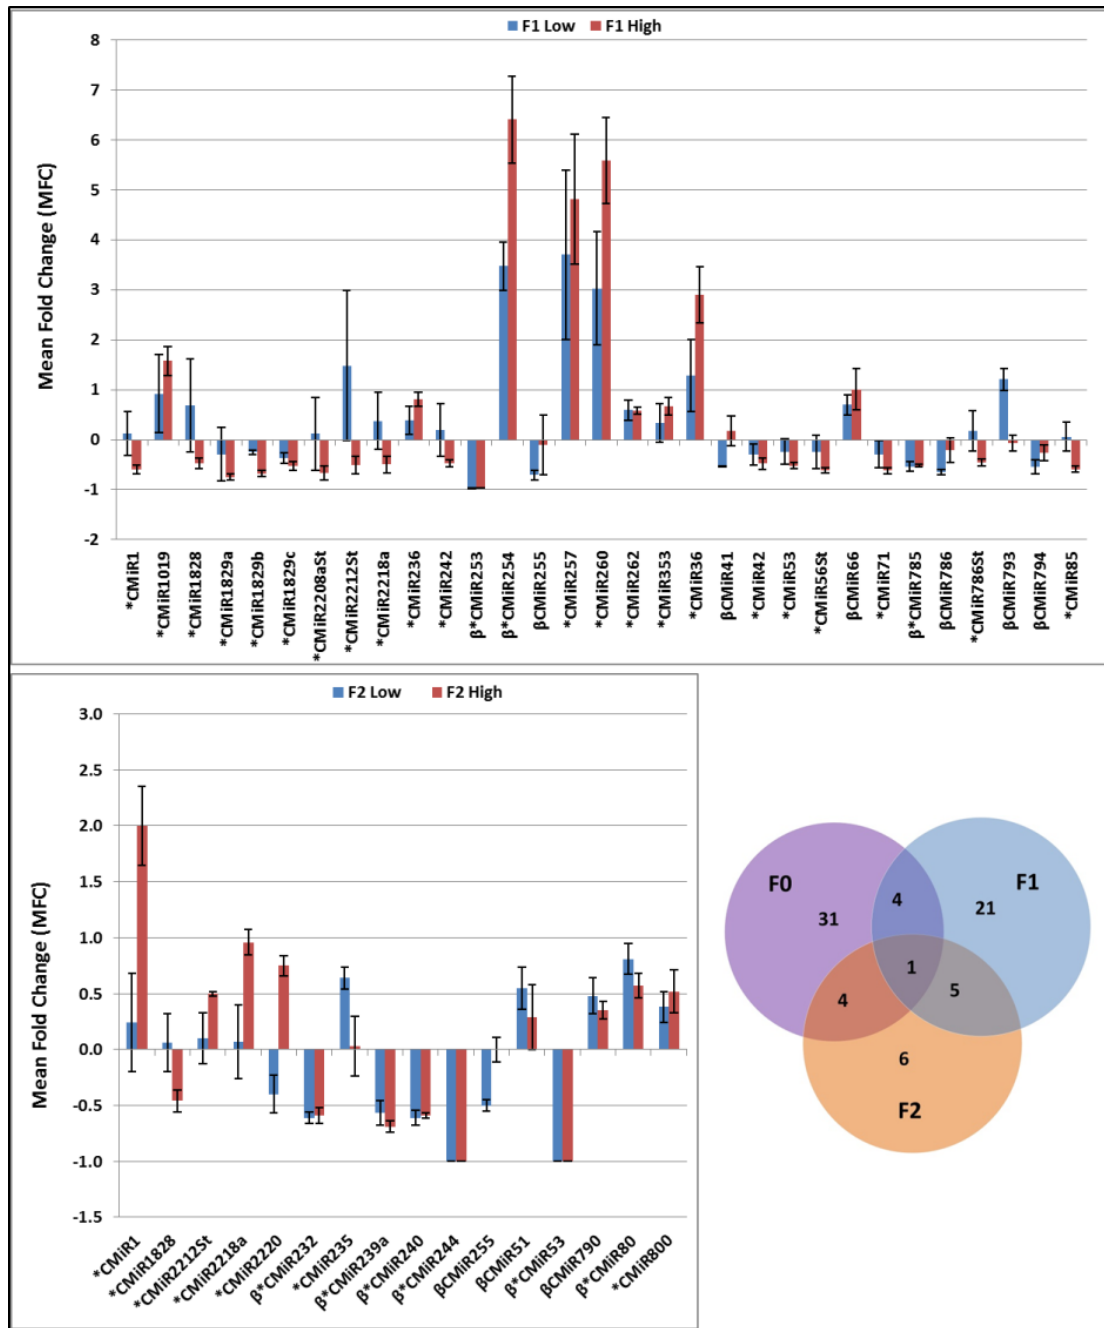 F1 Low F1 High
Mean Fold Change (MFC)
8
7
6
5
4
3
2
1
0
-1
-2
*CMiR1
*CMiR1019
*CMiR1828
*CMiR1829a
*CMiR1829b
*CMiR1829c
*CMiR2208aSt
*CMiR2212St
*CMiR2218a
*CMiR236
*CMiR242
β*CMiR253
β*CMiR254
βCMiR255
*CMiR257
*CMiR260
*CMiR262
*CMiR353
*CMiR36
βCMiR41
*CMiR42
*CMiR53
*CMiR56St
βCMiR66
*CMiR71
β*CMiR785
βCMiR786
*CMiR786St
βCMiR793
βCMiR794
*CMiR85
F2 Low F2 High
Mean Fold Change (MFC)
3.0
2.5
2.0
1.5
1.0
0.5
0.0
-0.5
-1.0
-1.5
*CMiR1
*CMiR1828
*CMiR2212St
*CMiR2218a
*CMiR2220
β*CMiR232
*CMiR235
β*CMiR239a
β*CMiR240
β*CMiR244
βCMiR255
βCMiR51
β*CMiR53
βCMiR790
β*CMiR80
*CMiR800
F0
31
4
F1
21
1
4
5
6
F2